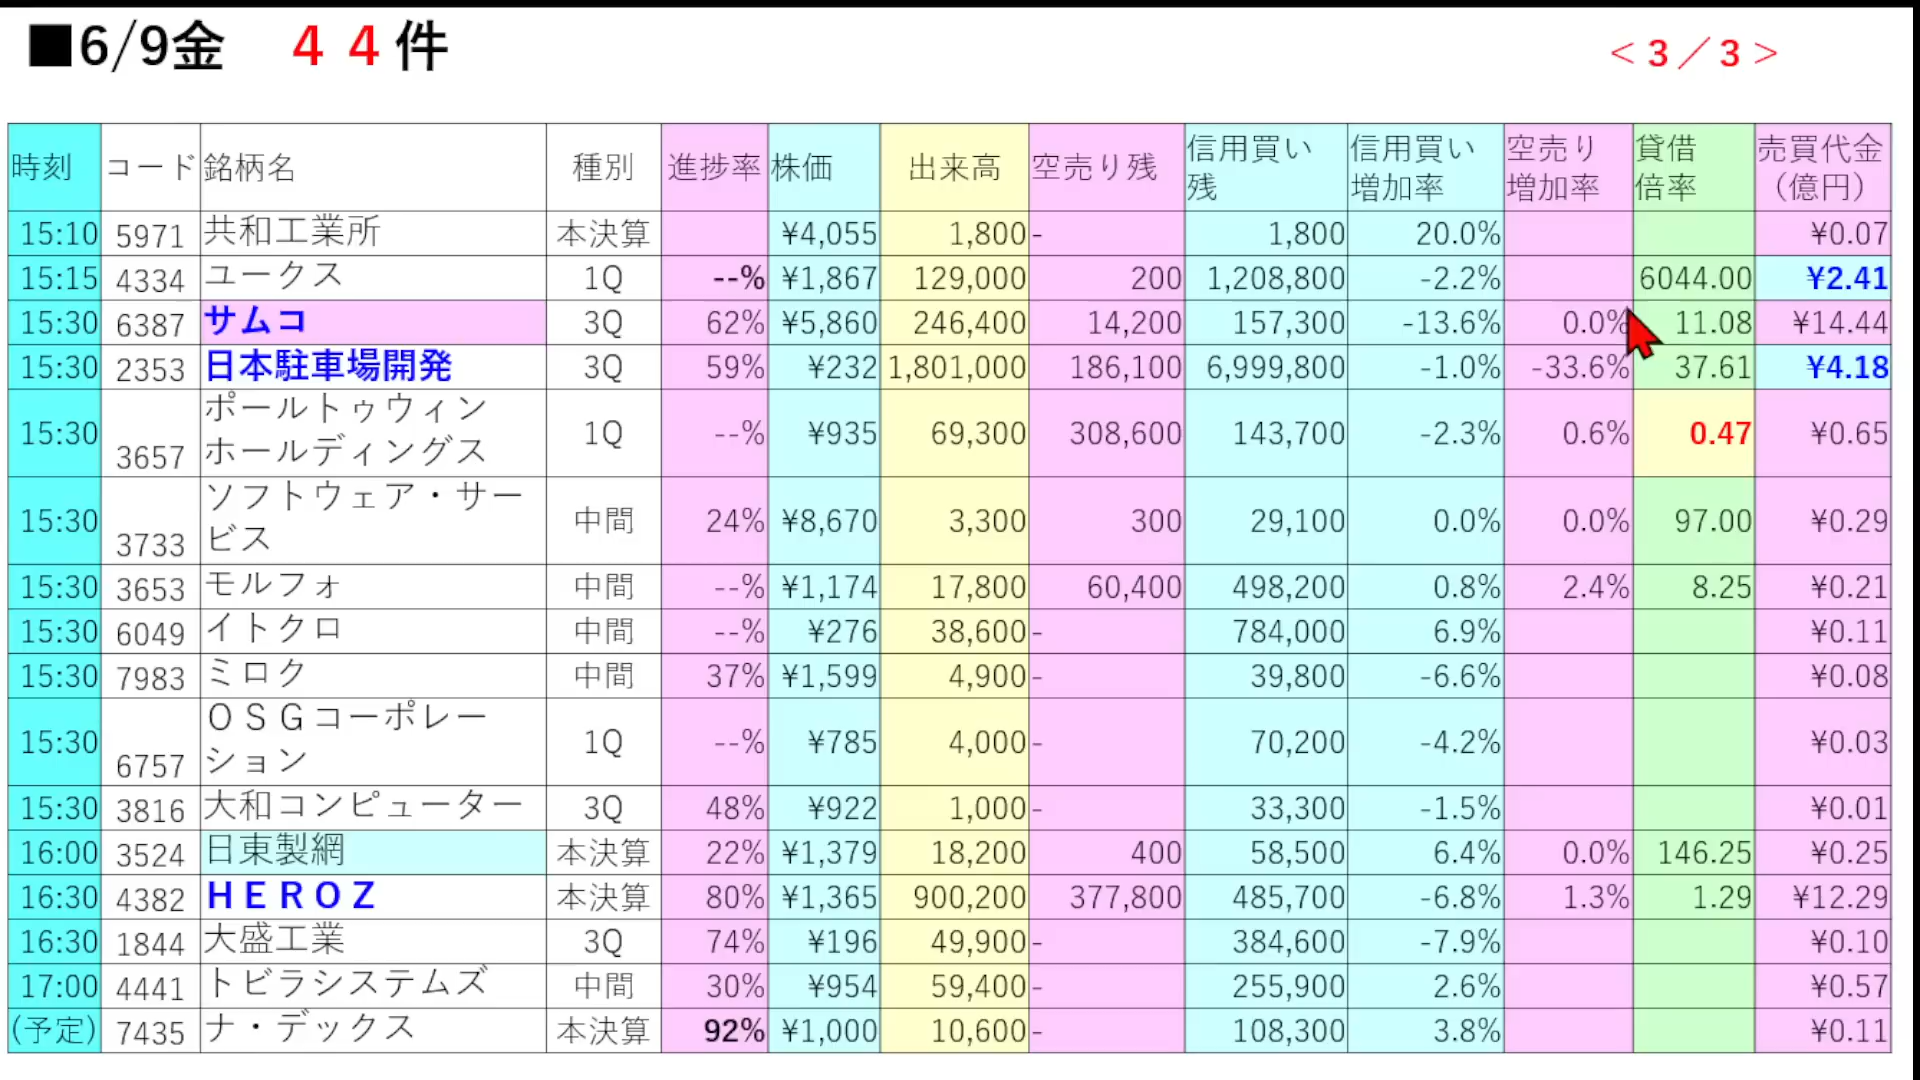 ■6/9金　４４件
＜３／３＞
時刻 コード 銘柄名 種別 進捗率 株価 出来高 空売り残 信用買い残 信用買い増加率 空売り増加率 貸借倍率 売買代金（億円）
15:10 5971 共和工業所 本決算 ¥4,055 1,800 - 1,800 20.0% ¥0.07
15:15 4334 ユークス 1Q --% ¥1,867 129,000 200 1,208,800 -2.2% 6044.00 ¥2.41
15:30 6387 サムコ 3Q 62% ¥5,860 246,400 14,200 157,300 -13.6% 0.0% 11.08 ¥14.44
15:30 2353 日本駐車場開発 3Q 59% ¥232 1,801,000 186,100 6,999,800 -1.0% -33.6% 37.61 ¥4.18
15:30 3657 ポールトゥウィンホールディングス 1Q --% ¥935 69,300 308,600 143,700 -2.3% 0.6% 0.47 ¥0.65
15:30 3733 ソフトウェア・サービス 中間 24% ¥8,670 3,300 300 29,100 0.0% 0.0% 97.00 ¥0.29
15:30 3653 モルフォ 中間 --% ¥1,174 17,800 60,400 498,200 0.8% 2.4% 8.25 ¥0.21
15:30 6049 イトクロ 中間 --% ¥276 38,600 - 784,000 6.9% ¥0.11
15:30 7983 ミロク 中間 37% ¥1,599 4,900 - 39,800 -6.6% ¥0.08
15:30 6757 ＯＳＧコーポレーション 1Q --% ¥785 4,000 - 70,200 -4.2% ¥0.03
15:30 3816 大和コンピューター 3Q 48% ¥922 1,000 - 33,300 -1.5% ¥0.01
16:00 3524 日東製網 本決算 22% ¥1,379 18,200 400 58,500 6.4% 0.0% 146.25 ¥0.25
16:30 4382 ＨＥＲＯＺ 本決算 80% ¥1,365 900,200 377,800 485,700 -6.8% 1.3% 1.29 ¥12.29
16:30 1844 大盛工業 3Q 74% ¥196 49,900 - 384,600 -7.9% ¥0.10
17:00 4441 トビラシステムズ 中間 30% ¥954 59,400 - 255,900 2.6% ¥0.57
(予定) 7435 ナ・デックス 本決算 92% ¥1,000 10,600 - 108,300 3.8% ¥0.11